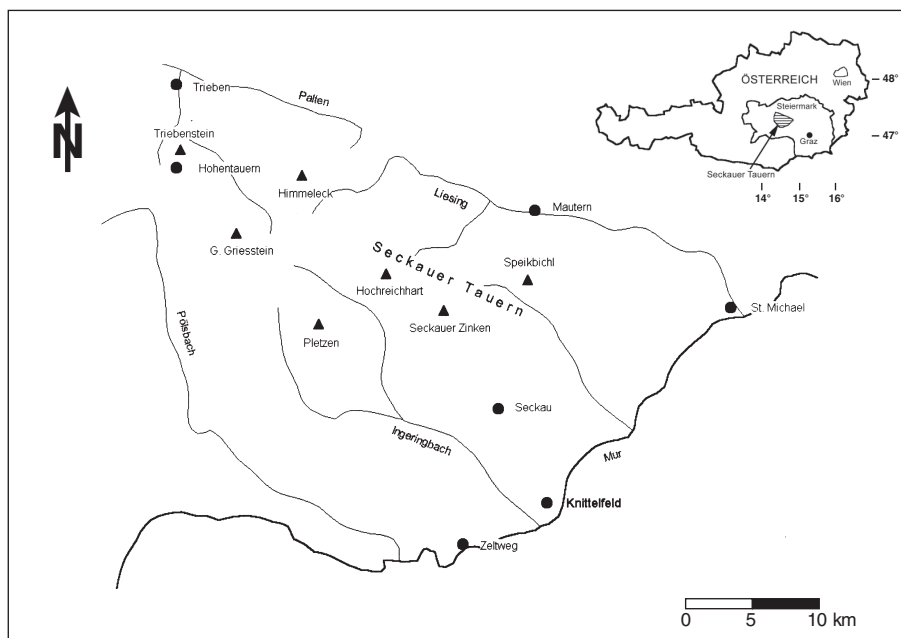 N
Trieben
Palten
Triebenstein
Hohentauern
Himmeleck
Liesing
Mautern
G. Griesstein
Seckauer Tauern
Speikbichl
Hochreichhart
St. Michael
Pölsbach
Pletzen
Seckauer Zinken
Seckau
Ingeringbach
Mur
Knittelfeld
Zeltweg
ÖSTERREICH
Wien
48°
Steiermark
Graz
47°
Seckauer Tauern
14° 15° 16°
0 5 10 km